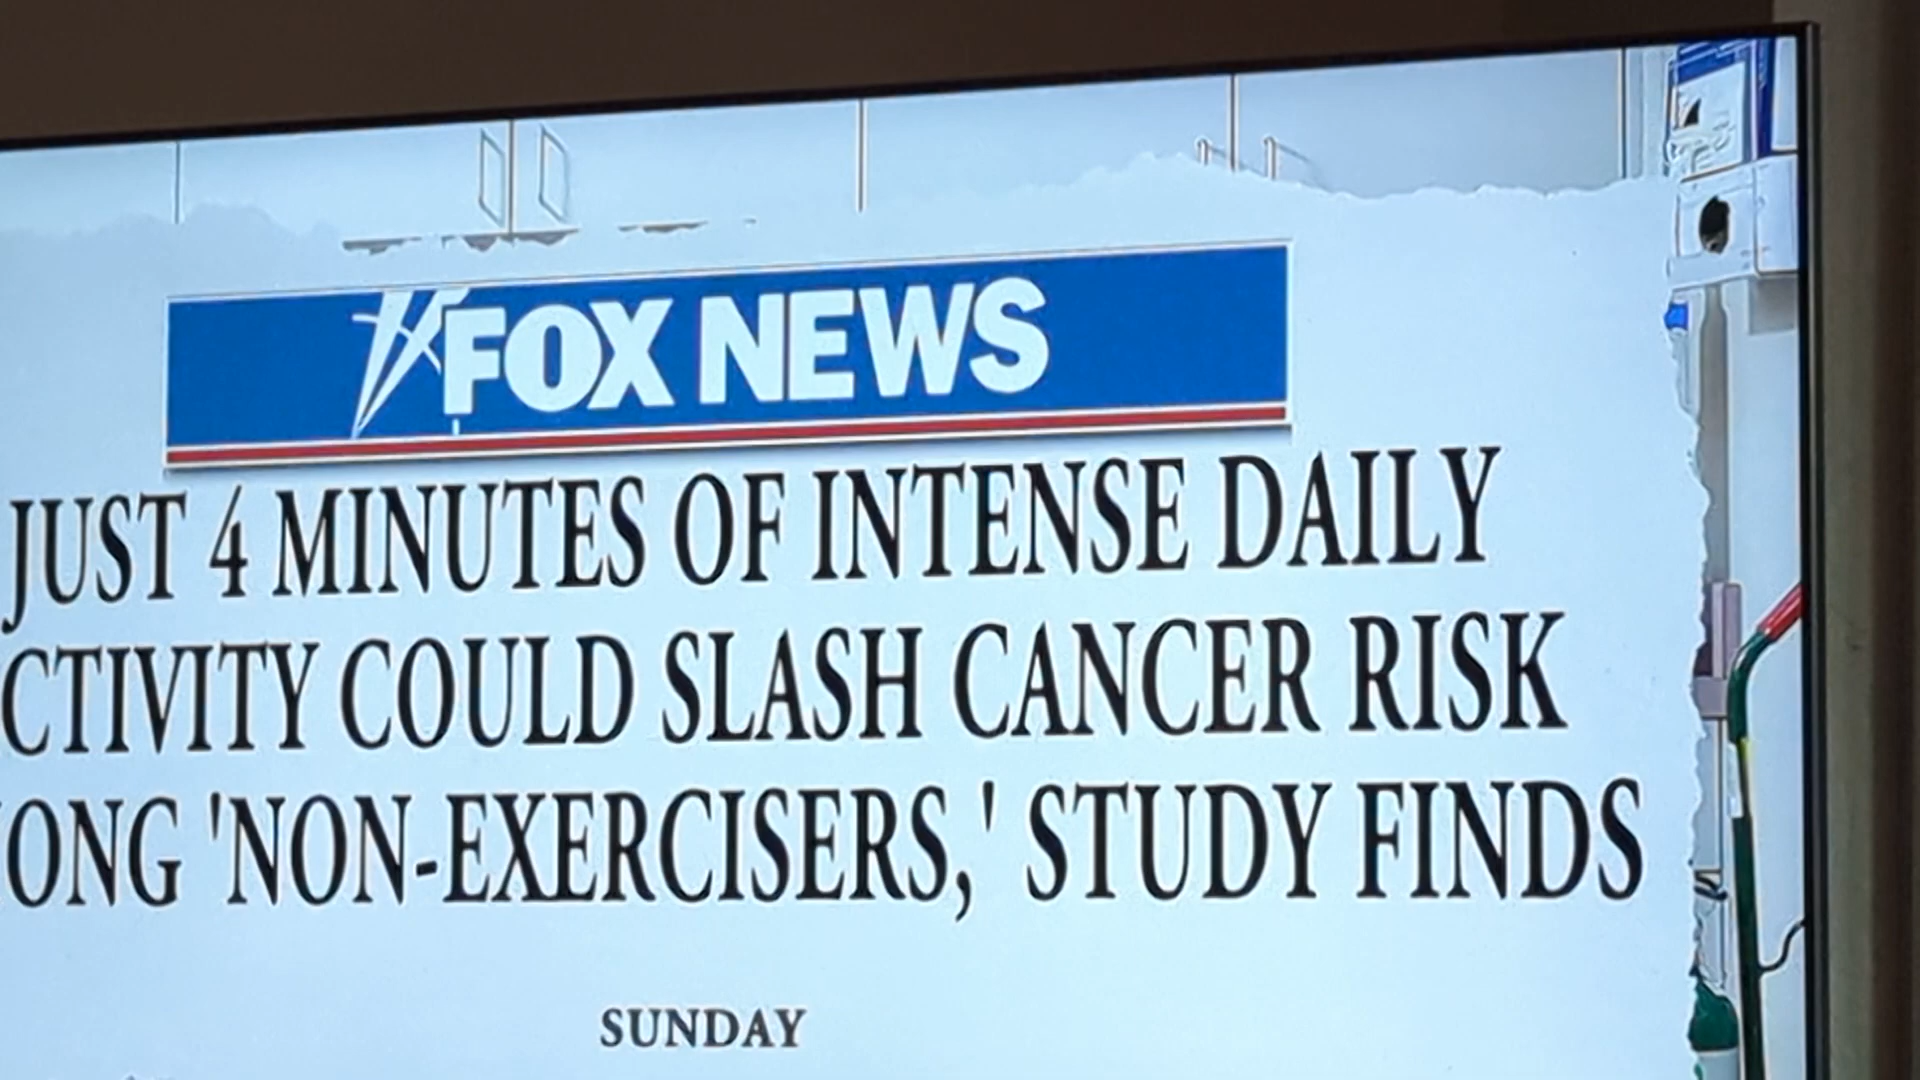 FOX NEWS
JUST 4 MINUTES OF INTENSE DAILY
CTIVITY COULD SLASH CANCER RISK
ONG 'NON-EXERCISERS,' STUDY FINDS
SUNDAY